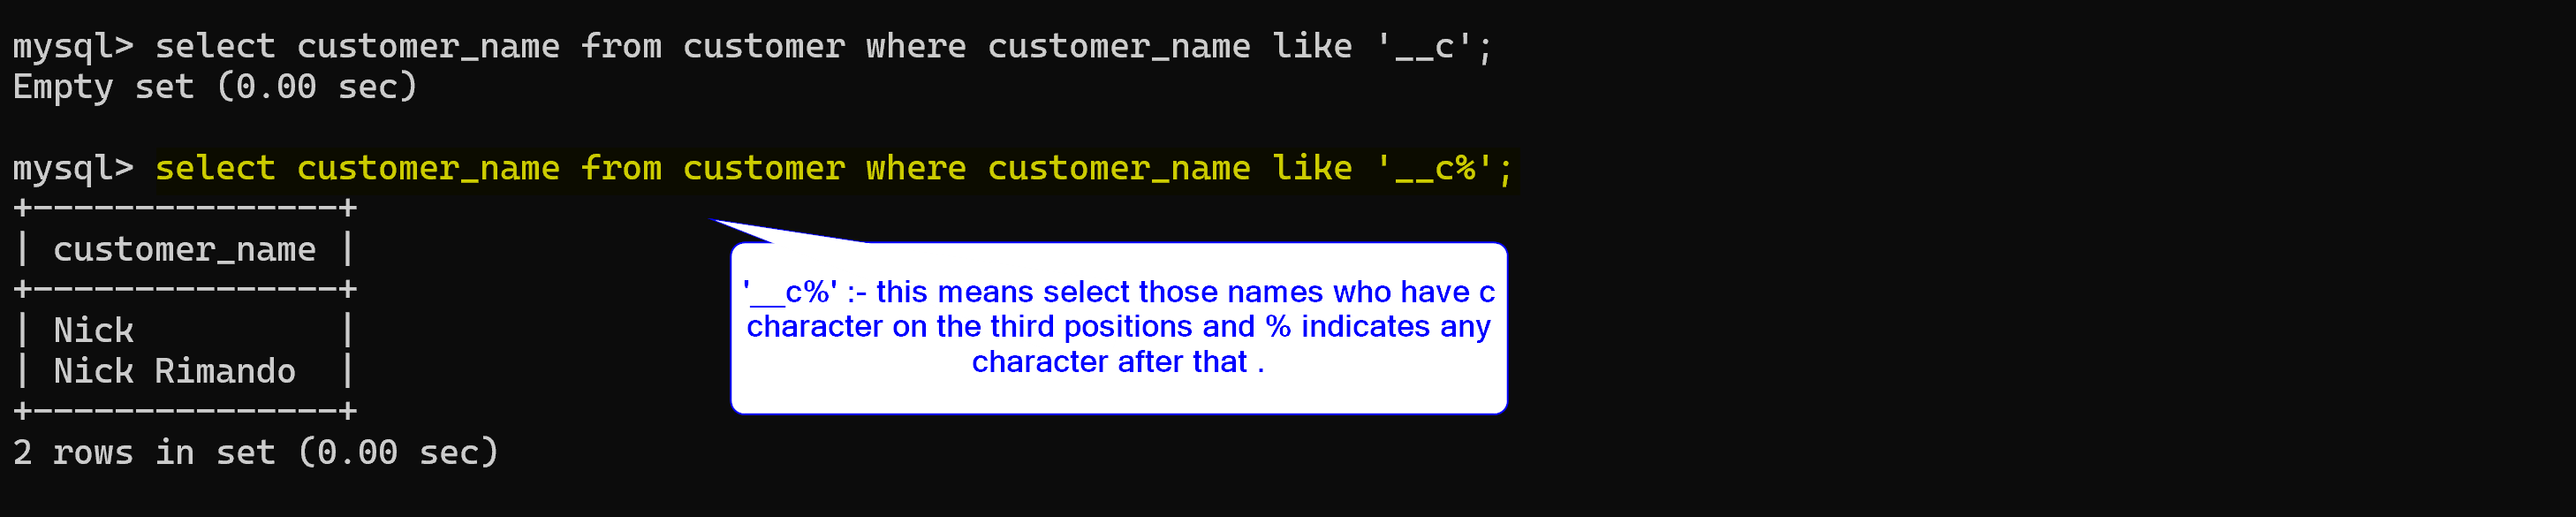 mysql> select customer_name from customer where customer_name like '__c';
Empty set (0.00 sec)
mysql> select customer_name from customer where customer_name like '__c%';
+---------------+
| customer_name |
+---------------+
| Nick          |
| Nick Rimando  |
+---------------+
2 rows in set (0.00 sec)
'__c%' :- this means select those names who have c
character on the third positions and % indicates any
character after that .